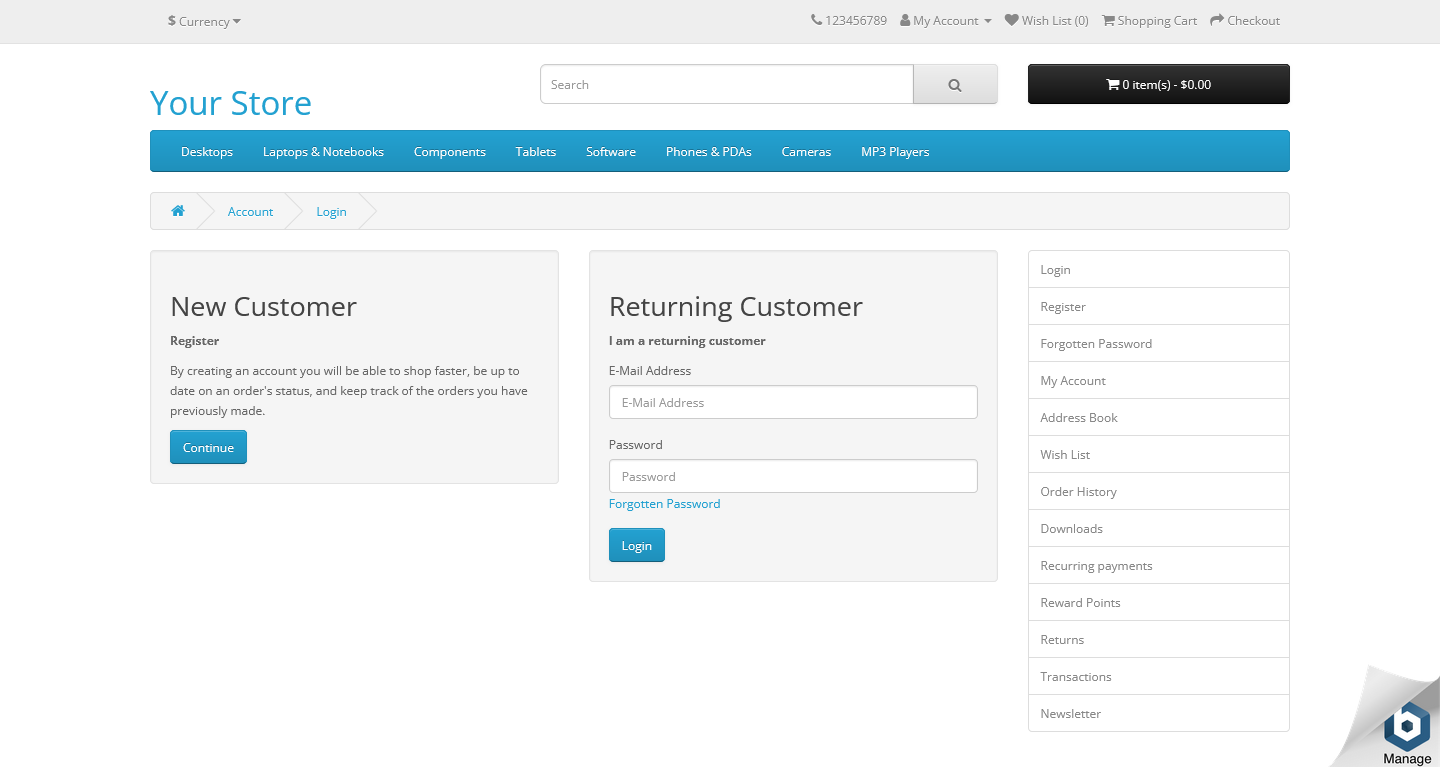 $ Currency
123456789 My Account Wish List (0) Shopping Cart Checkout
Your Store
Search
0 item(s) - $0.00
Desktops Laptops & Notebooks Components Tablets Software Phones & PDAs Cameras MP3 Players
Account Login
New Customer
Register
By creating an account you will be able to shop faster, be up to
date on an order's status, and keep track of the orders you have
previously made.
Continue
Returning Customer
I am a returning customer
E-Mail Address
E-Mail Address
Password
Password
Forgotten Password
Login
Login
Register
Forgotten Password
My Account
Address Book
Wish List
Order History
Downloads
Recurring payments
Reward Points
Returns
Transactions
Newsletter
Manage